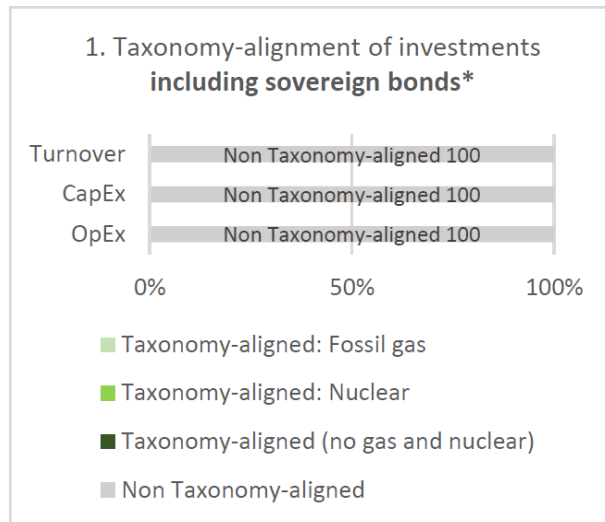 1. Taxonomy-alignment of investments
including sovereign bonds*
Turnover
Non Taxonomy-aligned 100
CapEx
Non Taxonomy-aligned 100
OpEx
Non Taxonomy-aligned 100
0% 50% 100%
Taxonomy-aligned: Fossil gas
Taxonomy-aligned: Nuclear
Taxonomy-aligned (no gas and nuclear)
Non Taxonomy-aligned